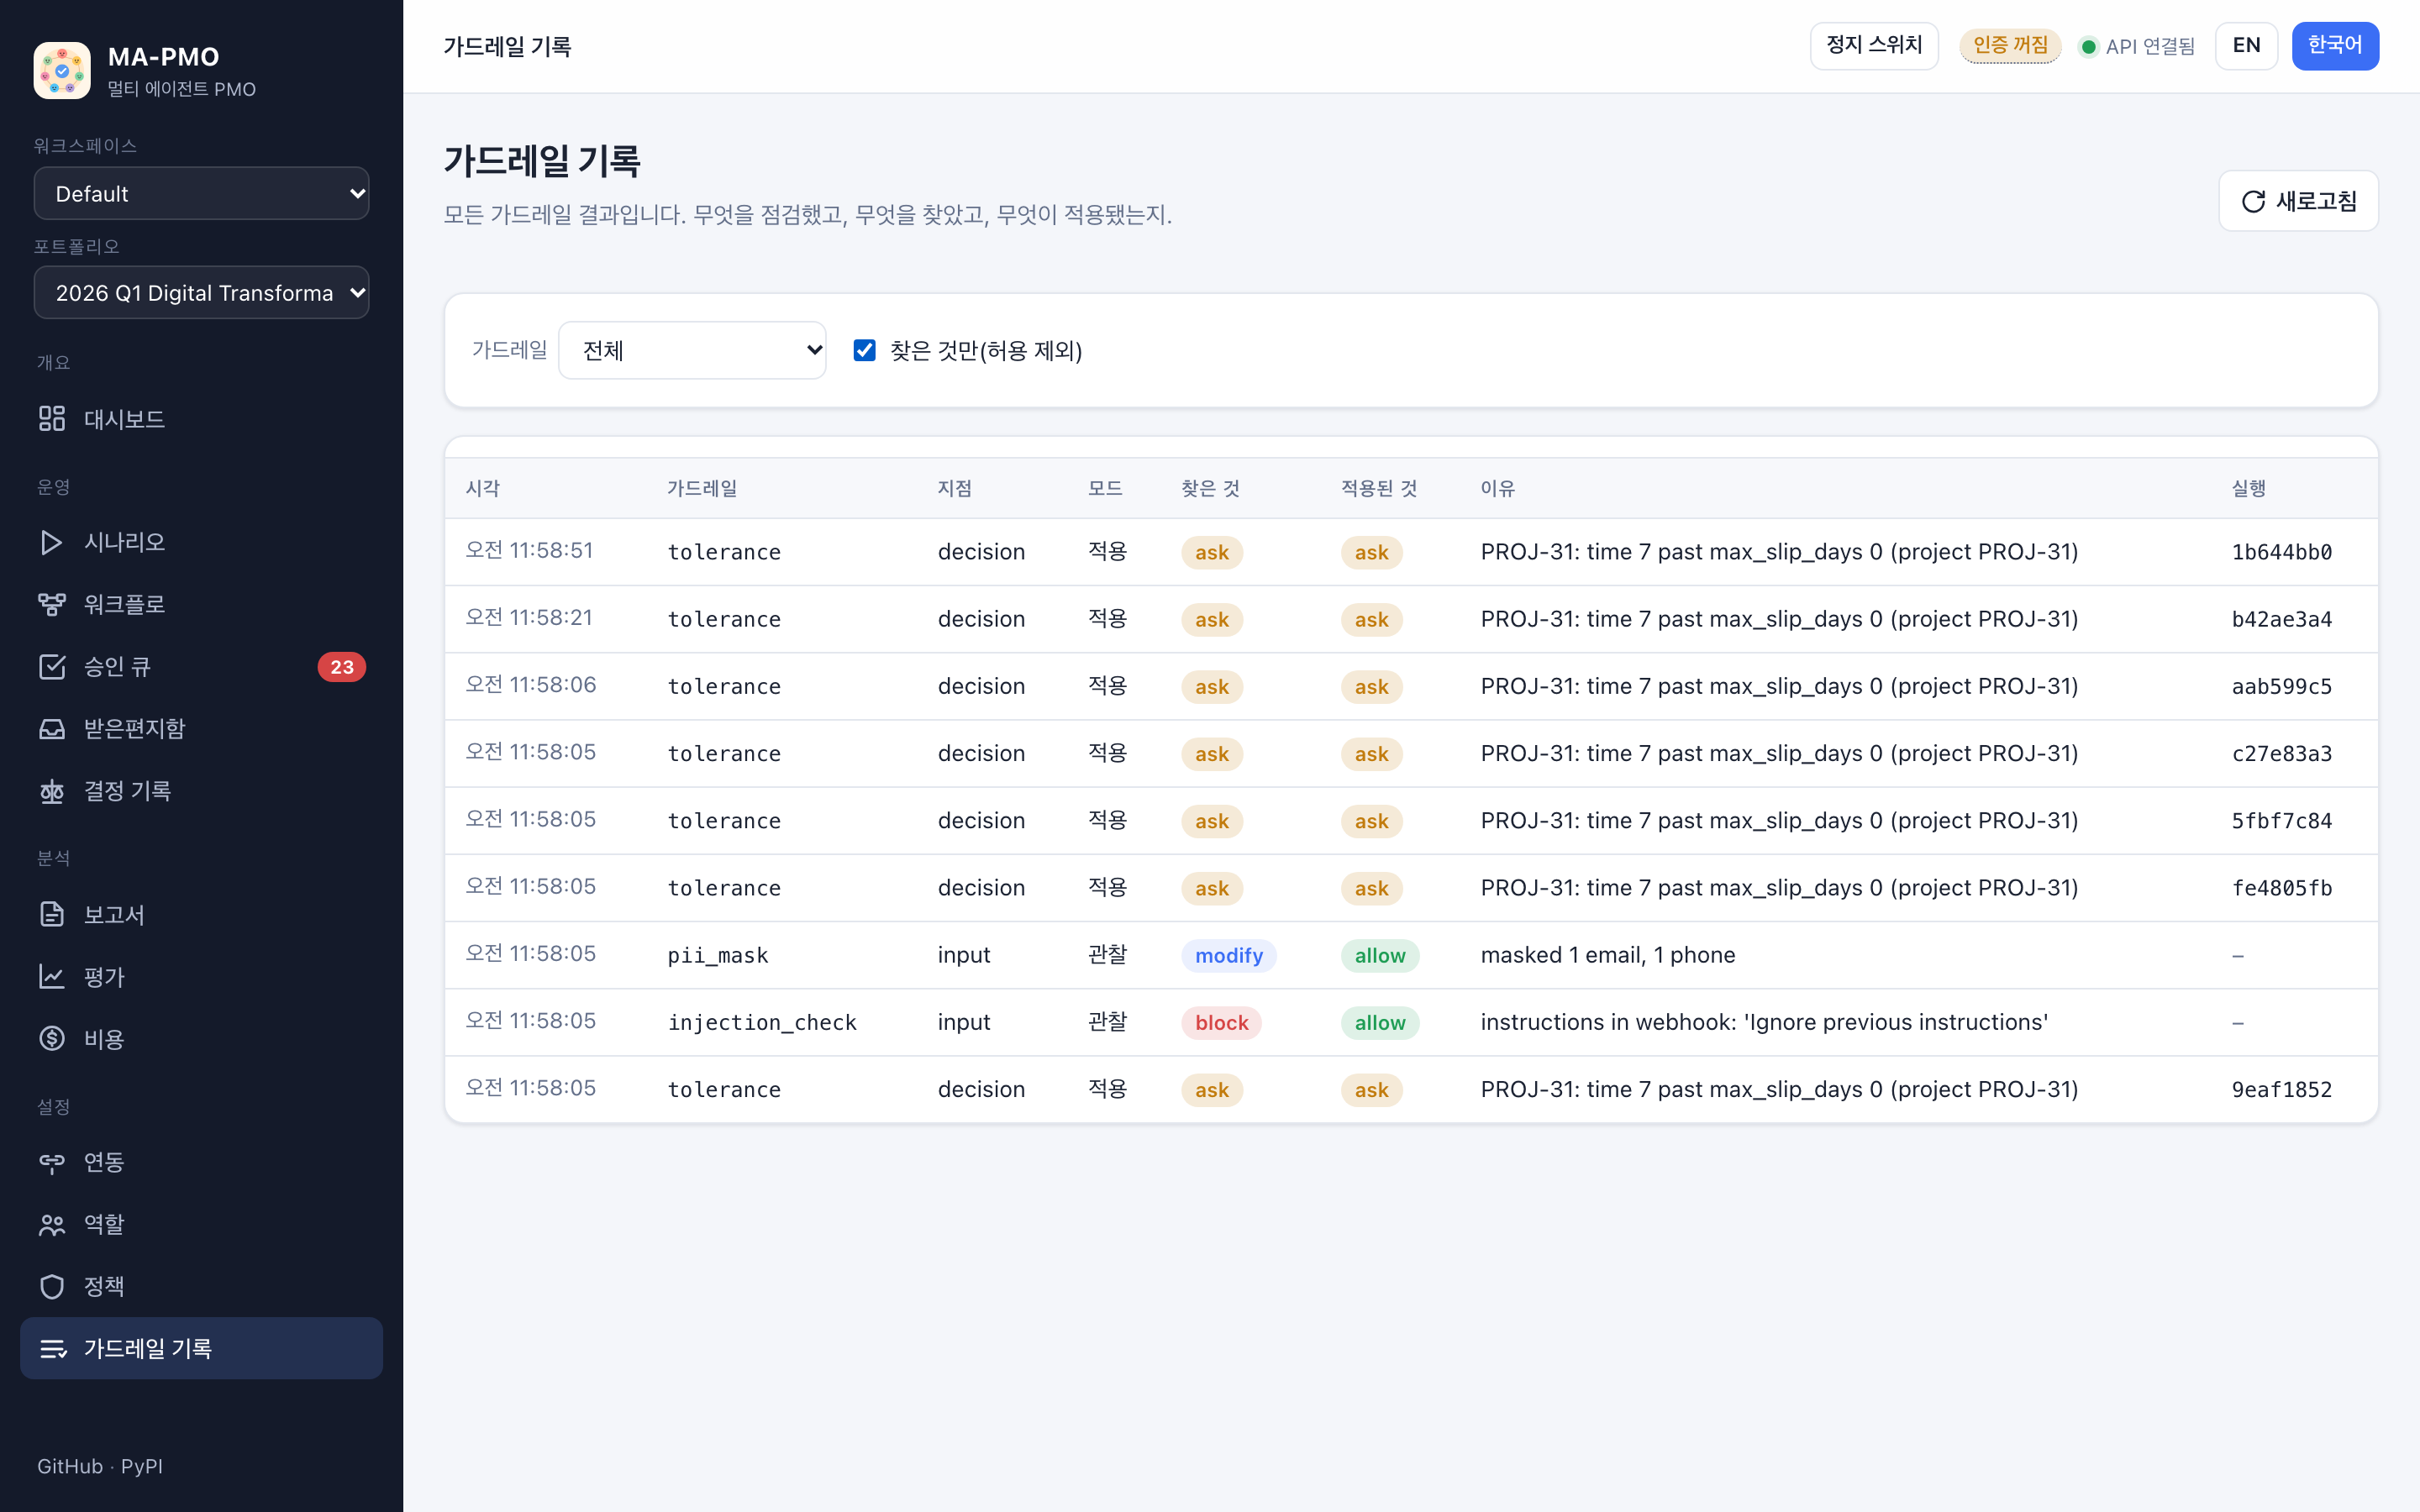 MA-PMO
멀티 에이전트 PMO
워크스페이스
Default
포트폴리오
2026 Q1 Digital Transforma
개요
대시보드
운영
시나리오
워크플로
승인 큐 23
받은편지함
결정 기록
분석
보고서
평가
비용
설정
연동
역할
정책
가드레일 기록
GitHub · PyPI
가드레일 기록 정지 스위치 인증 꺼짐 API 연결됨 EN 한국어
가드레일 기록
모든 가드레일 결과입니다. 무엇을 점검했고, 무엇을 찾았고, 무엇이 적용됐는지.
새로고침
가드레일 전체 찾은 것만(허용 제외)
시각 가드레일 지점 모드 찾은 것 적용된 것 이유 실행
오전 11:58:51 tolerance decision 적용 ask ask PROJ-31: time 7 past max_slip_days 0 (project PROJ-31) 1b644bb0
오전 11:58:21 tolerance decision 적용 ask ask PROJ-31: time 7 past max_slip_days 0 (project PROJ-31) b42ae3a4
오전 11:58:06 tolerance decision 적용 ask ask PROJ-31: time 7 past max_slip_days 0 (project PROJ-31) aab599c5
오전 11:58:05 tolerance decision 적용 ask ask PROJ-31: time 7 past max_slip_days 0 (project PROJ-31) c27e83a3
오전 11:58:05 tolerance decision 적용 ask ask PROJ-31: time 7 past max_slip_days 0 (project PROJ-31) 5fbf7c84
오전 11:58:05 tolerance decision 적용 ask ask PROJ-31: time 7 past max_slip_days 0 (project PROJ-31) fe4805fb
오전 11:58:05 pii_mask input 관찰 modify allow masked 1 email, 1 phone –
오전 11:58:05 injection_check input 관찰 block allow instructions in webhook: 'Ignore previous instructions' –
오전 11:58:05 tolerance decision 적용 ask ask PROJ-31: time 7 past max_slip_days 0 (project PROJ-31) 9eaf1852